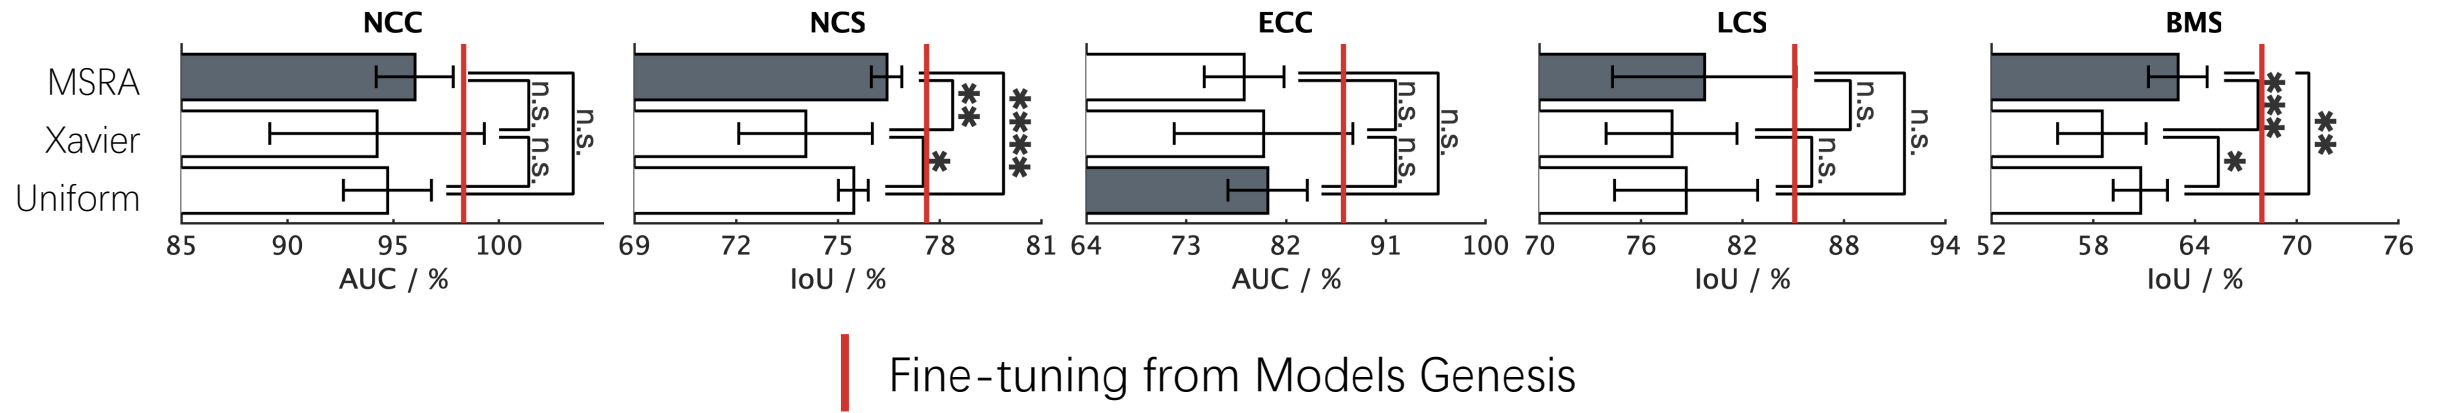 NCC NCS ECC LCS BMS
MSRA
Xavier
Uniform
n.s. n.s. n.s.
** * ****
n.s. n.s. n.s.
n.s. n.s. n.s.
*** * **
85 90 95 100
69 72 75 78 81
64 73 82 91 100
70 76 82 88 94
52 58 64 70 76
AUC / % IoU / % AUC / % IoU / % IoU / %
Fine-tuning from Models Genesis